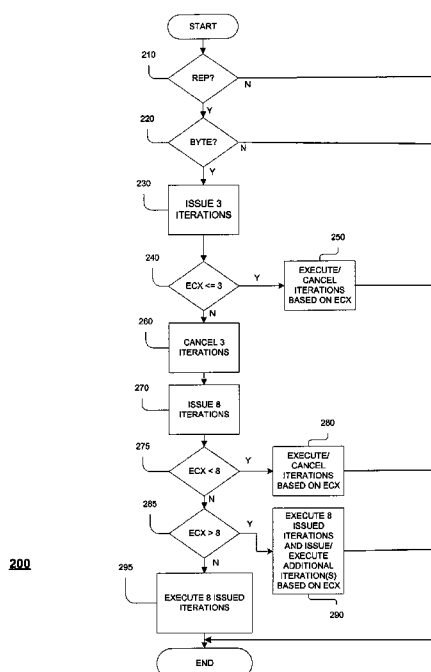 START
210
REP?
N
Y
220
BYTE?
N
Y
230
ISSUE 3
ITERATIONS
240
ECX <= 3
Y
N
250
EXECUTE/
CANCEL
ITERATIONS
BASED ON ECX
260
CANCEL 3
ITERATIONS
270
ISSUE 8
ITERATIONS
275
ECX < 8
Y
N
280
EXECUTE/
CANCEL
ITERATIONS
BASED ON ECX
285
ECX > 8
Y
N
EXECUTE 8
ISSUED
ITERATIONS
AND ISSUE/
EXECUTE
ADDITIONAL
ITERATION(S)
BASED ON ECX
290
200
295
EXECUTE 8 ISSUED
ITERATIONS
END